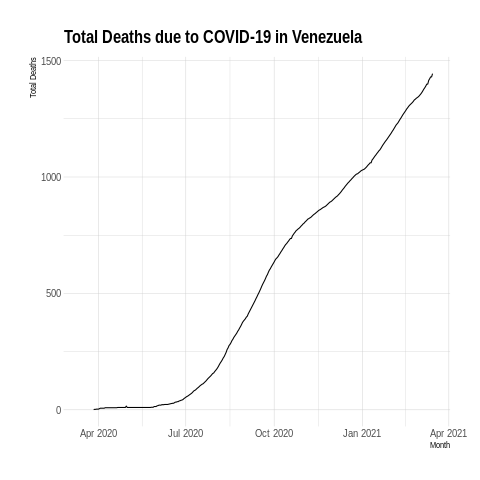 Total Deaths due to COVID-19 in Venezuela
Total Deaths
1500
1000
500
0
Apr 2020 Jul 2020 Oct 2020 Jan 2021 Apr 2021
Month